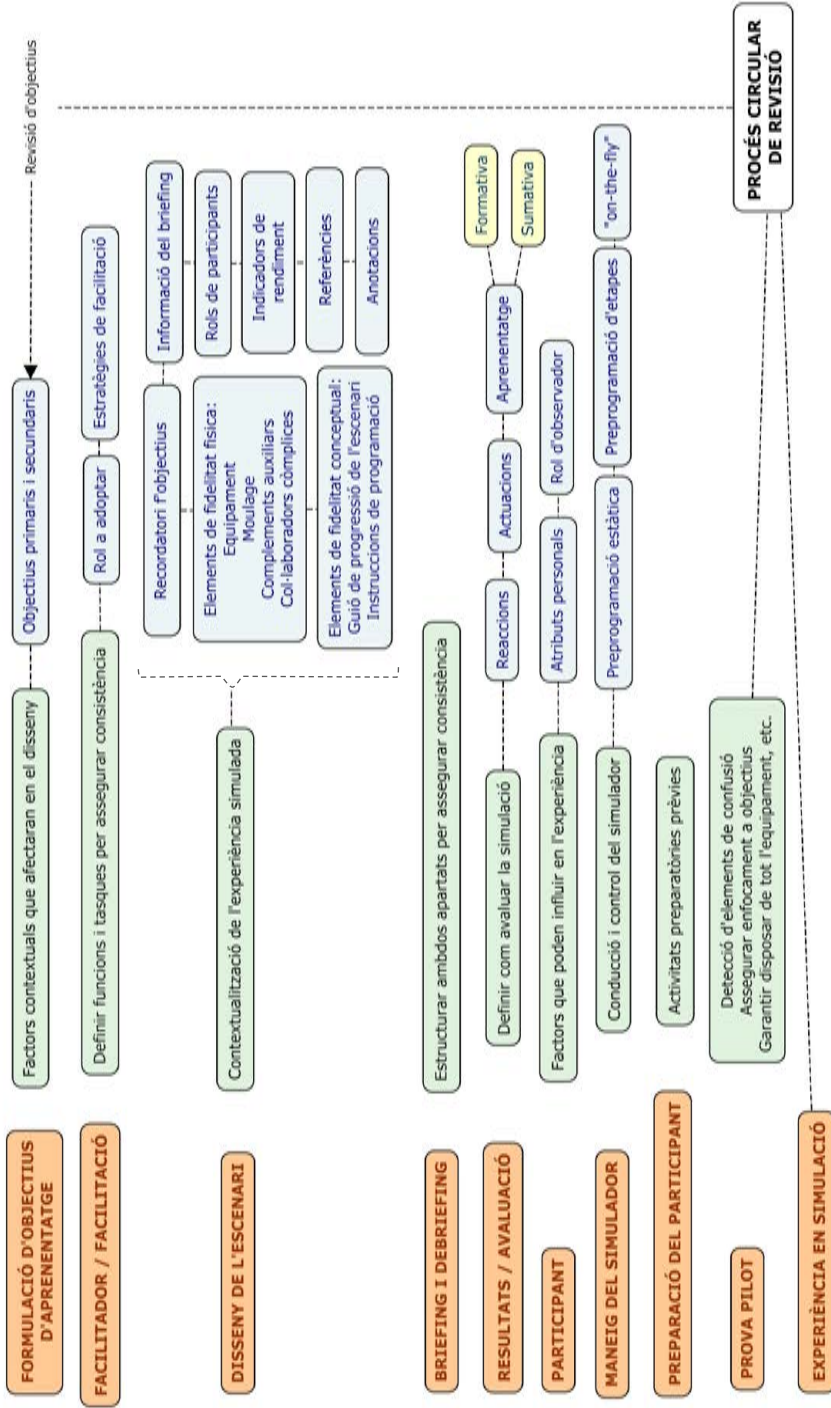 FORMULACIÓ D'OBJECTIUS
D'APRENENTATGE
Factors contextuals que afectaran en el disseny
Objectius primaris i secundaris
Revisió d'objectius
FACILITADOR / FACILITACIÓ
Definir funcions i tasques per assegurar consistència
Rol a adoptar
Estratègies de facilitació
DISSENY DE L'ESCENARI
Contextualització de l'experiència simulada
Recordatori f'objectius
Informació del briefing
Elements de fidelitat física:
Equipament
Moulage
Complements auxiliars
Col·laboradors còmplices
Rols de participants
Indicadors de
rendiment
Elements de fidelitat conceptual:
Guió de progressió de l'escenari
Instruccions de programació
Referències
Anotacions
BRIEFING I DEBRIEFING
Estructurar ambdos apartats per assegurar consistència
RESULTATS / AVALUACIÓ
Definir com avaluar la simulació
Reaccions
Actuacions
Aprenentatge
Formativa
Sumativa
PARTICIPANT
Factors que poden influir en l'experiència
Atributs personals
Rol d'observador
MANEIG DEL SIMULADOR
Conducció i control del simulador
Preprogramació estàtica
Preprogramació d'etapes
"on-the-fly"
PREPARACIÓ DEL PARTICIPANT
Activitats preparatòries prèvies
PROVA PILOT
Detecció d'elements de confusió
Assegurar enfocament a objectius
Garantir disposar de tot l'equipament, etc.
PROCÉS CIRCULAR
DE REVISIÓ
EXPERIÈNCIA EN SIMULACIÓ